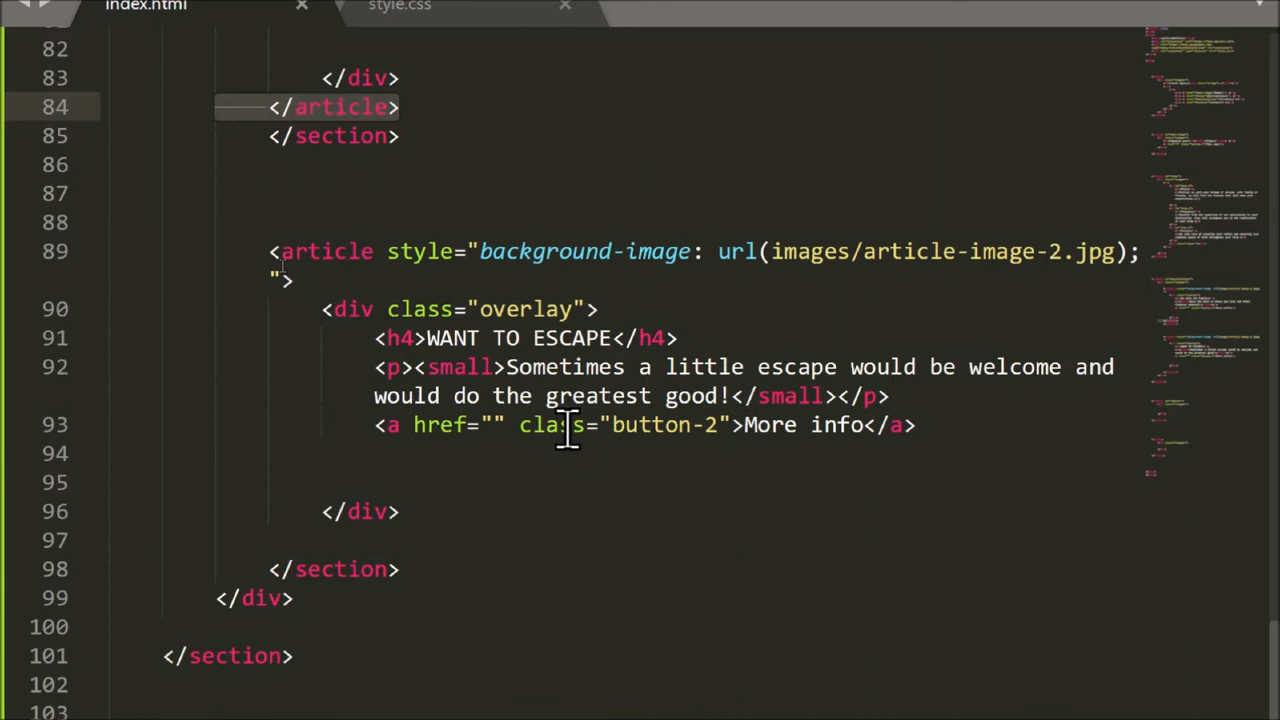 index.html × style.css ×
82
83 </div>
84 </article>
85 </section>
86
87
88
89 <article style="background-image: url(images/article-image-2.jpg);
">
90 <div class="overlay">
91 <h4>WANT TO ESCAPE</h4>
92 <p><small>Sometimes a little escape would be welcome and
would do the greatest good!</small></p>
93 <a href="" class="button-2">More info</a>
94
95
96 </div>
97
98 </section>
99 </div>
100
101 </section>
102
103